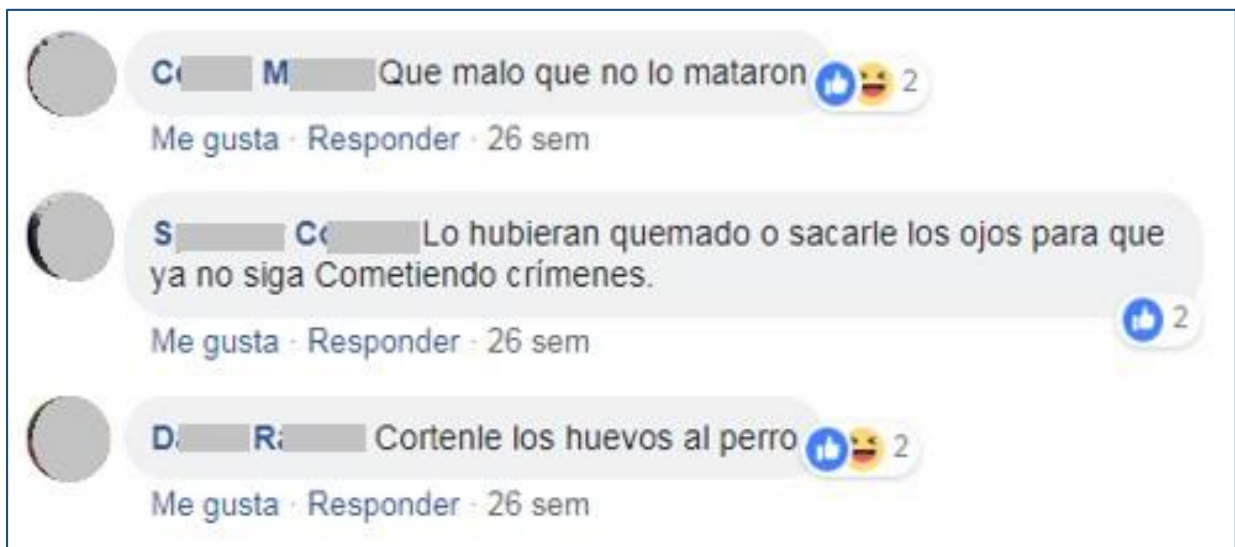 Que malo que no lo mataron 2
Me gusta · Responder · 26 sem
Lo hubieran quemado o sacarle los ojos para que
ya no siga Cometiendo crímenes.
2
Me gusta · Responder · 26 sem
Cortenle los huevos al perro 2
Me gusta · Responder · 26 sem